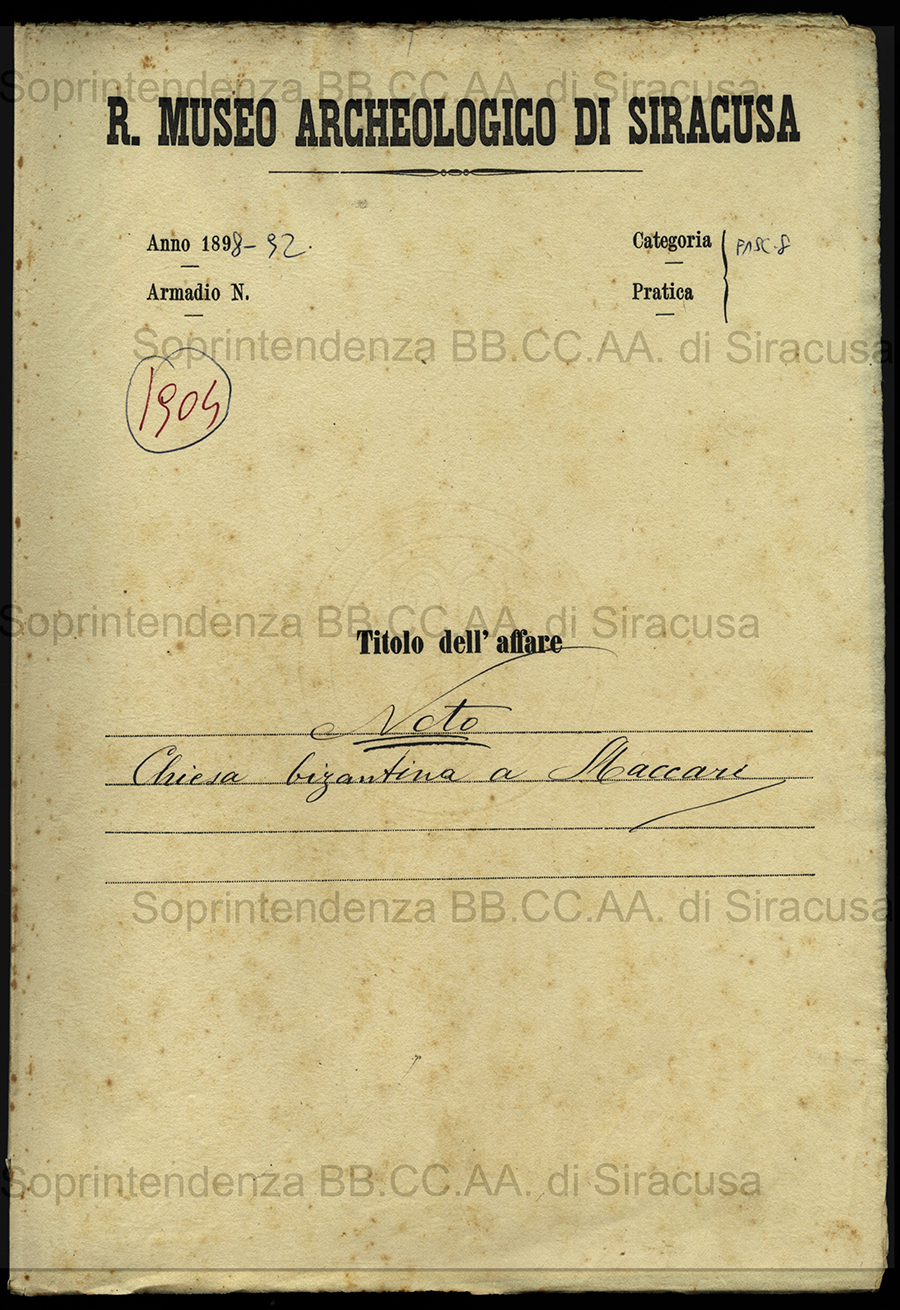 Soprintendenza BB.CC.AA. di Siracusa
R. MUSEO ARCHEOLOGICO DI SIRACUSA
Anno 1898-92.
Categoria
Armadio N.
Pratica
FASC. 8
Soprintendenza BB.CC.AA. di Siracusa
1904
Soprintendenza BB.CC.AA. di Siracusa
Titolo dell' affare
Noto
Chiesa bizantina a Maccari
Soprintendenza BB.CC.AA. di Siracusa
Soprintendenza BB.CC.AA. di Siracusa